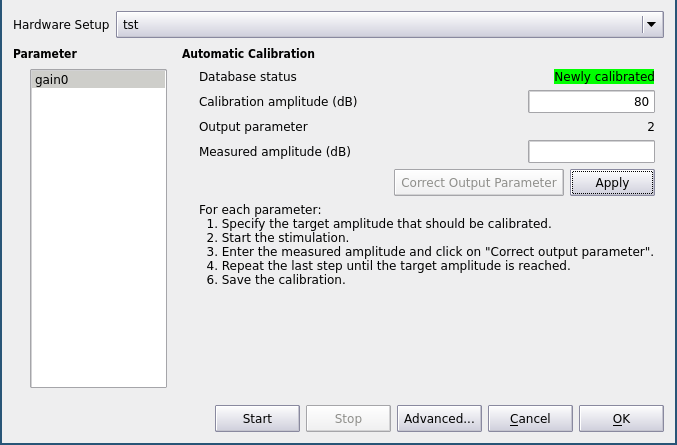 Hardware Setup tst
Parameter
gain0
Automatic Calibration
Database status Newly calibrated
Calibration amplitude (dB) 80
Output parameter 2
Measured amplitude (dB)
Correct Output Parameter Apply
For each parameter:
1. Specify the target amplitude that should be calibrated.
2. Start the stimulation.
3. Enter the measured amplitude and click on "Correct output parameter".
4. Repeat the last step until the target amplitude is reached.
6. Save the calibration.
Start Stop Advanced... Cancel OK